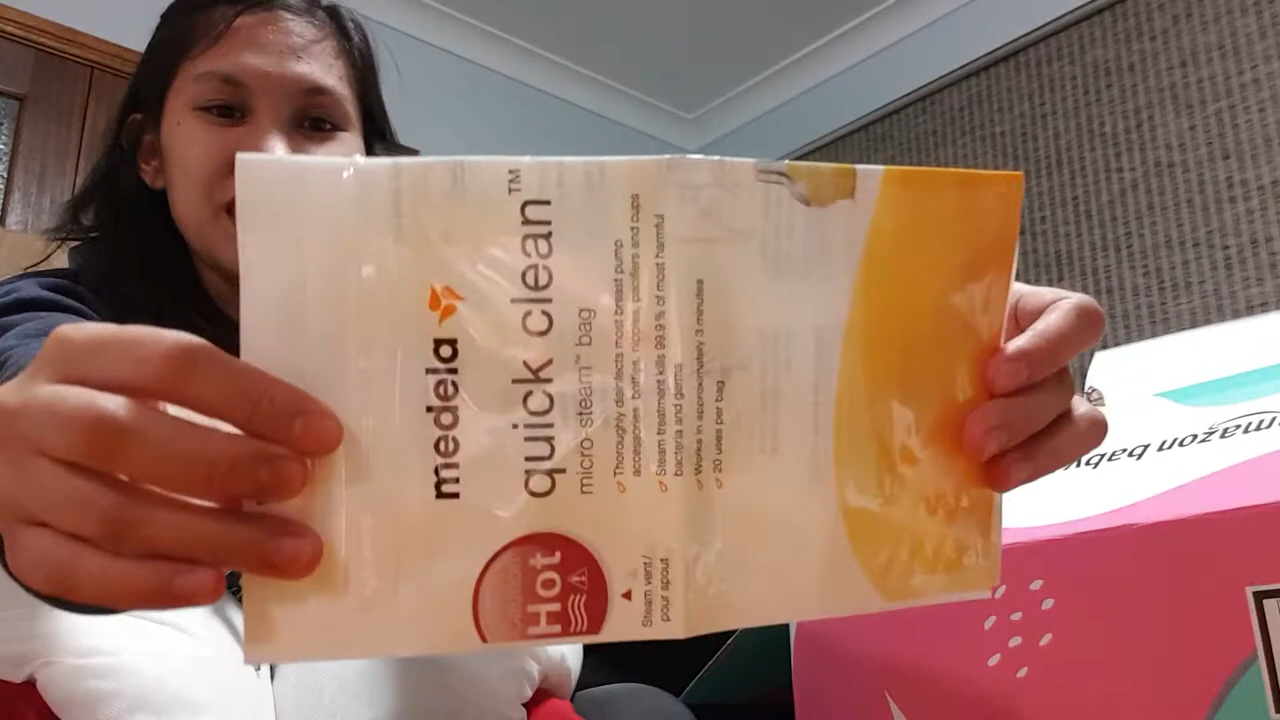 medela
quick clean™
micro-steam™ bag
Thoroughly disinfects most breast pump
accessories, bottles, nipples, pacifiers and cups
Steam treatment kills 99.9% of most harmful
bacteria and germs
Works in approximately 3 minutes
20 uses per bag
Hot
Steam vent/
pour spout
amazon baby